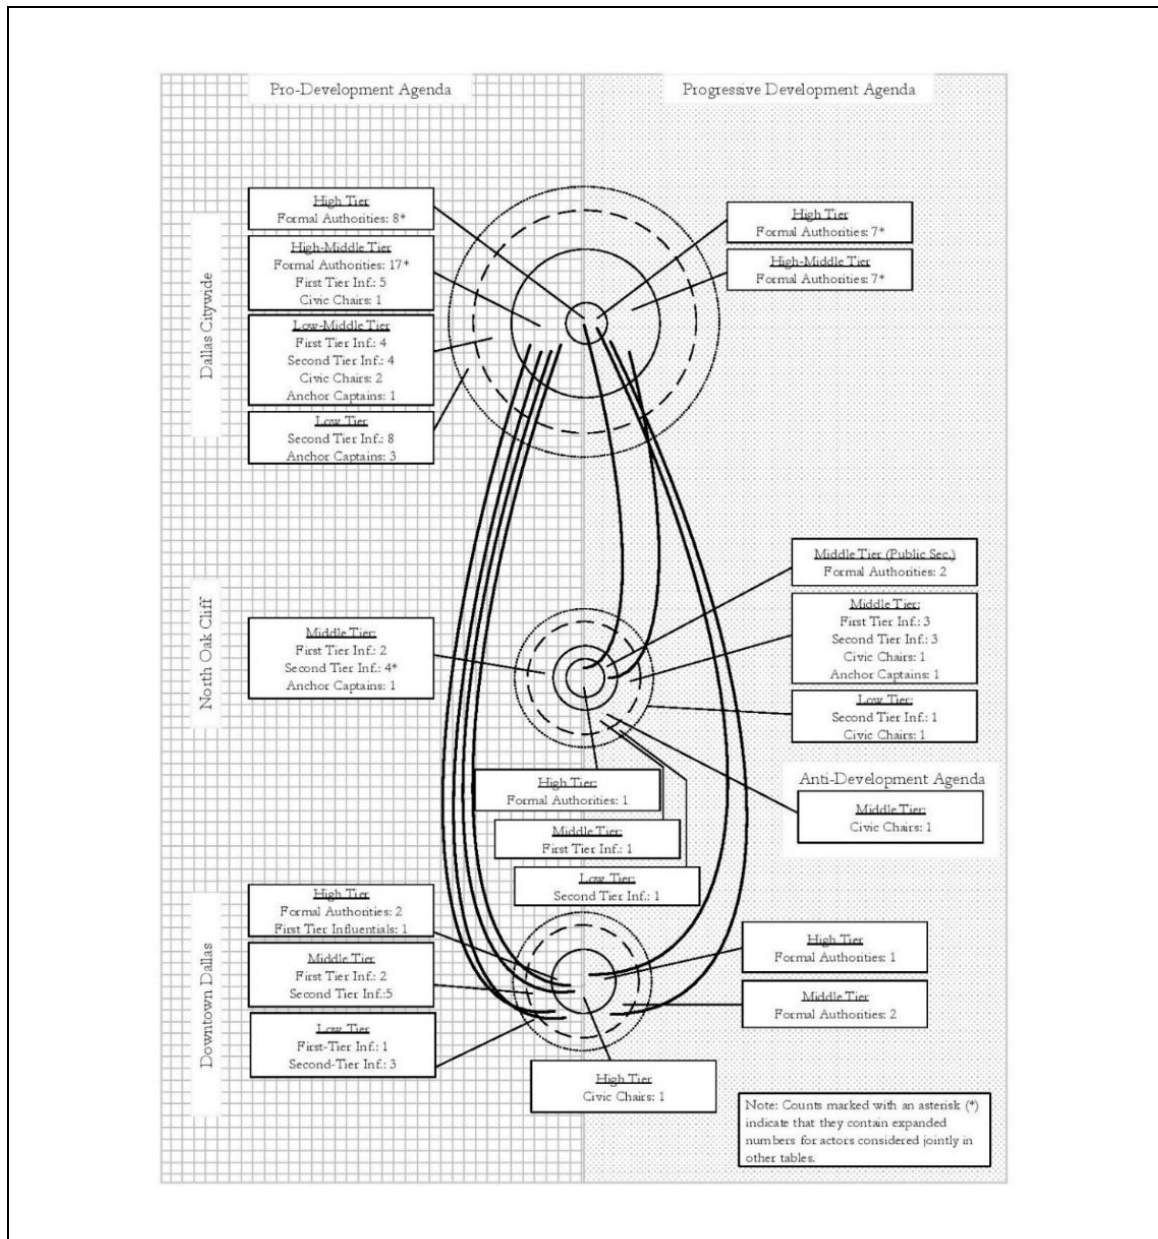 Pro-Development Agenda
Progressive Development Agenda
Dallas Citywide
High Tier
Formal Authorities: 8*
High-Middle Tier
Formal Authorities: 17*
First Tier Inf.: 5
Civic Chairs: 1
Low-Middle Tier
First Tier Inf.: 4
Second Tier Inf.: 4
Civic Chairs: 2
Anchor Captains: 1
Low Tier
Second Tier Inf.: 8
Anchor Captains: 3
High Tier
Formal Authorities: 7*
High-Middle Tier
Formal Authorities: 7*
North Oak Cliff
Middle Tier:
First Tier Inf.: 2
Second Tier Inf.: 4*
Anchor Captains: 1
Middle Tier (Public Sec.)
Formal Authorities: 2
Middle Tier:
First Tier Inf.: 3
Second Tier Inf.: 3
Civic Chairs: 1
Anchor Captains: 1
Low Tier:
Second Tier Inf.: 1
Civic Chairs: 1
High Tier:
Formal Authorities: 1
Middle Tier:
First Tier Inf.: 1
Low Tier:
Second Tier Inf.: 1
Anti-Development Agenda
Middle Tier:
Civic Chairs: 1
Downtown Dallas
High Tier
Formal Authorities: 2
First Tier Influentials: 1
Middle Tier
First Tier Inf.: 2
Second Tier Inf.:5
Low Tier
First-Tier Inf.: 1
Second-Tier Inf.: 3
High Tier
Formal Authorities: 1
Middle Tier
Formal Authorities: 2
High Tier
Civic Chairs: 1
Note: Counts marked with an asterisk (*)
indicate that they contain expanded
numbers for actors considered jointly in
other tables.